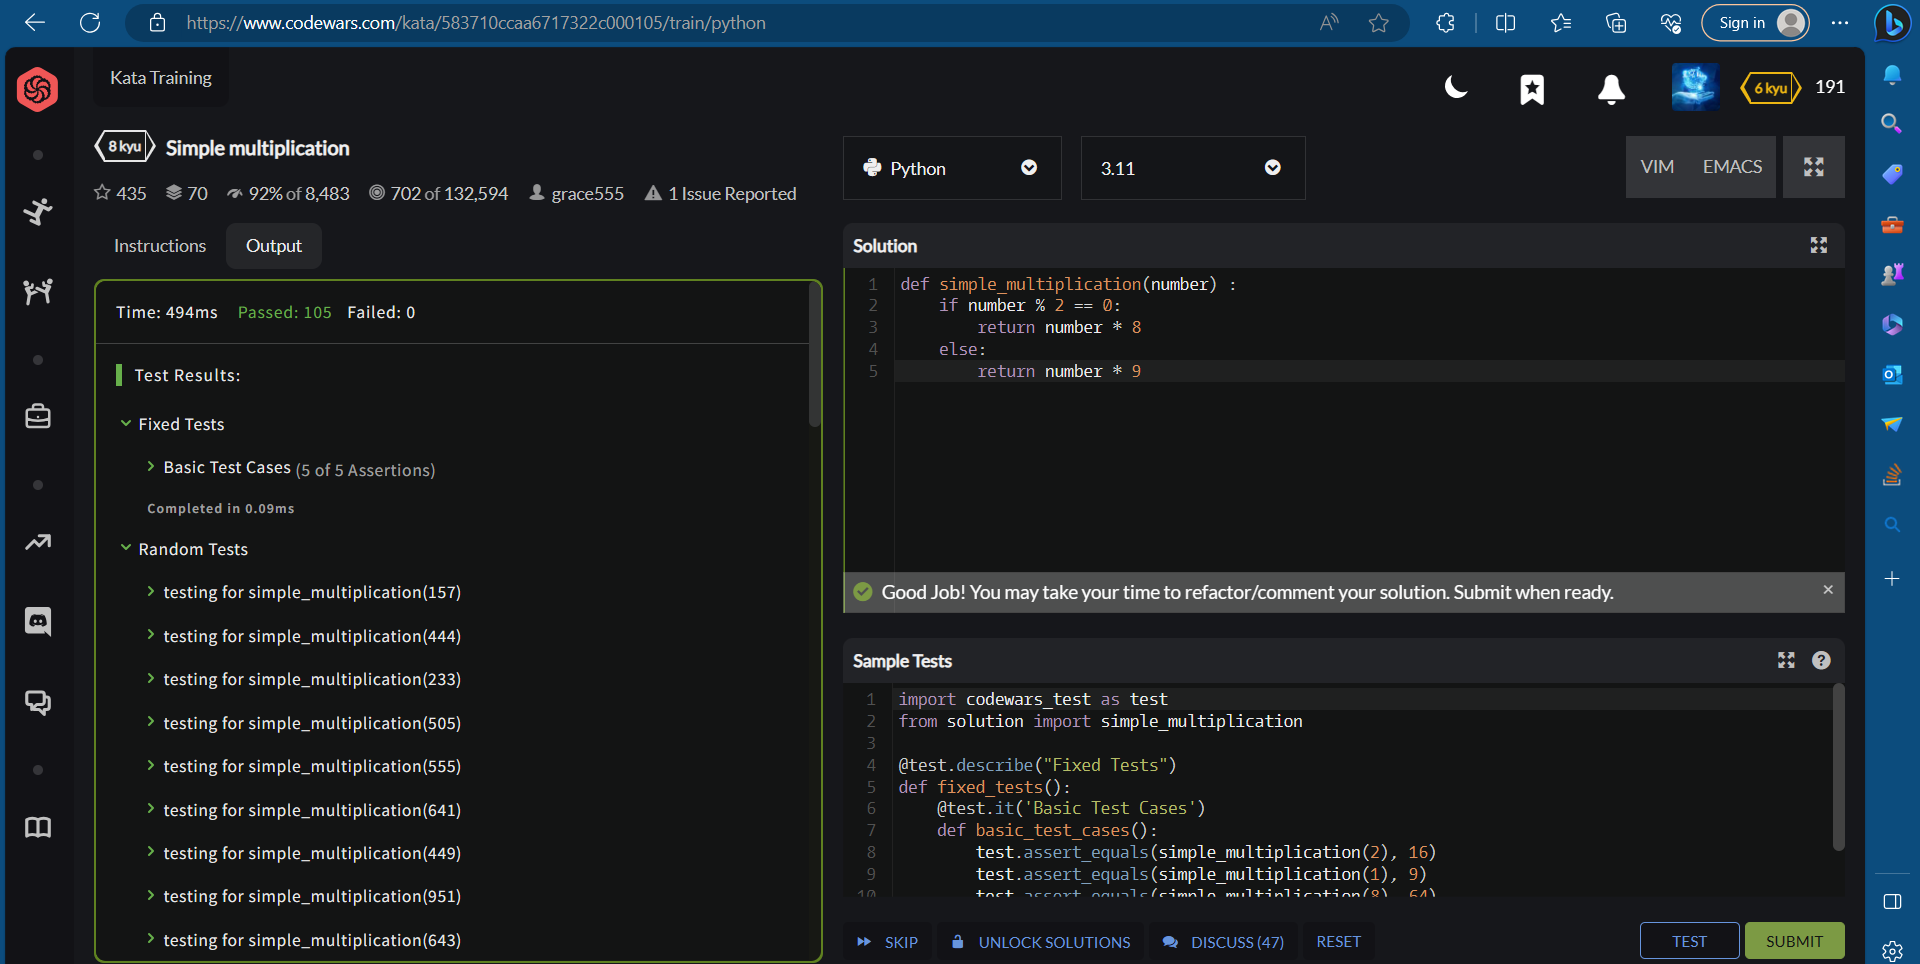 https://www.codewars.com/kata/583710ccaa6717322c000105/train/python
Sign in
Kata Training
6 kyu 191
8 kyu Simple multiplication
435 70 92% of 8,483 702 of 132,594 grace555 1 Issue Reported
Python
3.11
VIM EMACS
Instructions Output
Time: 494ms Passed: 105 Failed: 0
Test Results:
Fixed Tests
Basic Test Cases (5 of 5 Assertions)
Completed in 0.09ms
Random Tests
testing for simple_multiplication(157)
testing for simple_multiplication(444)
testing for simple_multiplication(233)
testing for simple_multiplication(505)
testing for simple_multiplication(555)
testing for simple_multiplication(641)
testing for simple_multiplication(449)
testing for simple_multiplication(951)
testing for simple_multiplication(643)
Solution
1 def simple_multiplication(number) :
2     if number % 2 == 0:
3         return number * 8
4     else:
5         return number * 9
Good Job! You may take your time to refactor/comment your solution. Submit when ready.
Sample Tests
1 import codewars_test as test
2 from solution import simple_multiplication
3
4 @test.describe("Fixed Tests")
5 def fixed_tests():
6     @test.it('Basic Test Cases')
7     def basic_test_cases():
8         test.assert_equals(simple_multiplication(2), 16)
9         test.assert_equals(simple_multiplication(1), 9)
10         test.assert_equals(simple_multiplication(8), 64)
SKIP UNLOCK SOLUTIONS DISCUSS (47) RESET TEST SUBMIT